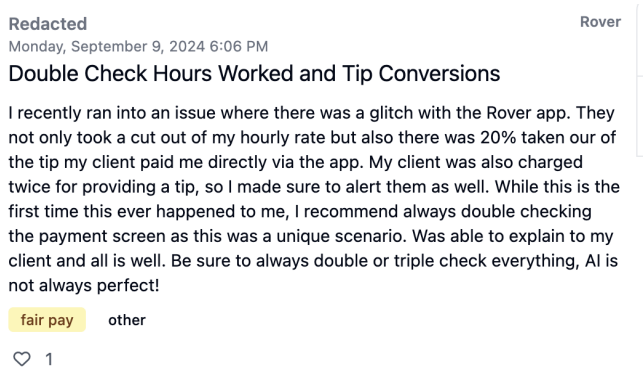 Redacted
Rover
Monday, September 9, 2024 6:06 PM
Double Check Hours Worked and Tip Conversions
I recently ran into an issue where there was a glitch with the Rover app. They
not only took a cut out of my hourly rate but also there was 20% taken our of
the tip my client paid me directly via the app. My client was also charged
twice for providing a tip, so I made sure to alert them as well. While this is the
first time this ever happened to me, I recommend always double checking
the payment screen as this was a unique scenario. Was able to explain to my
client and all is well. Be sure to always double or triple check everything, AI is
not always perfect!
fair pay other
1